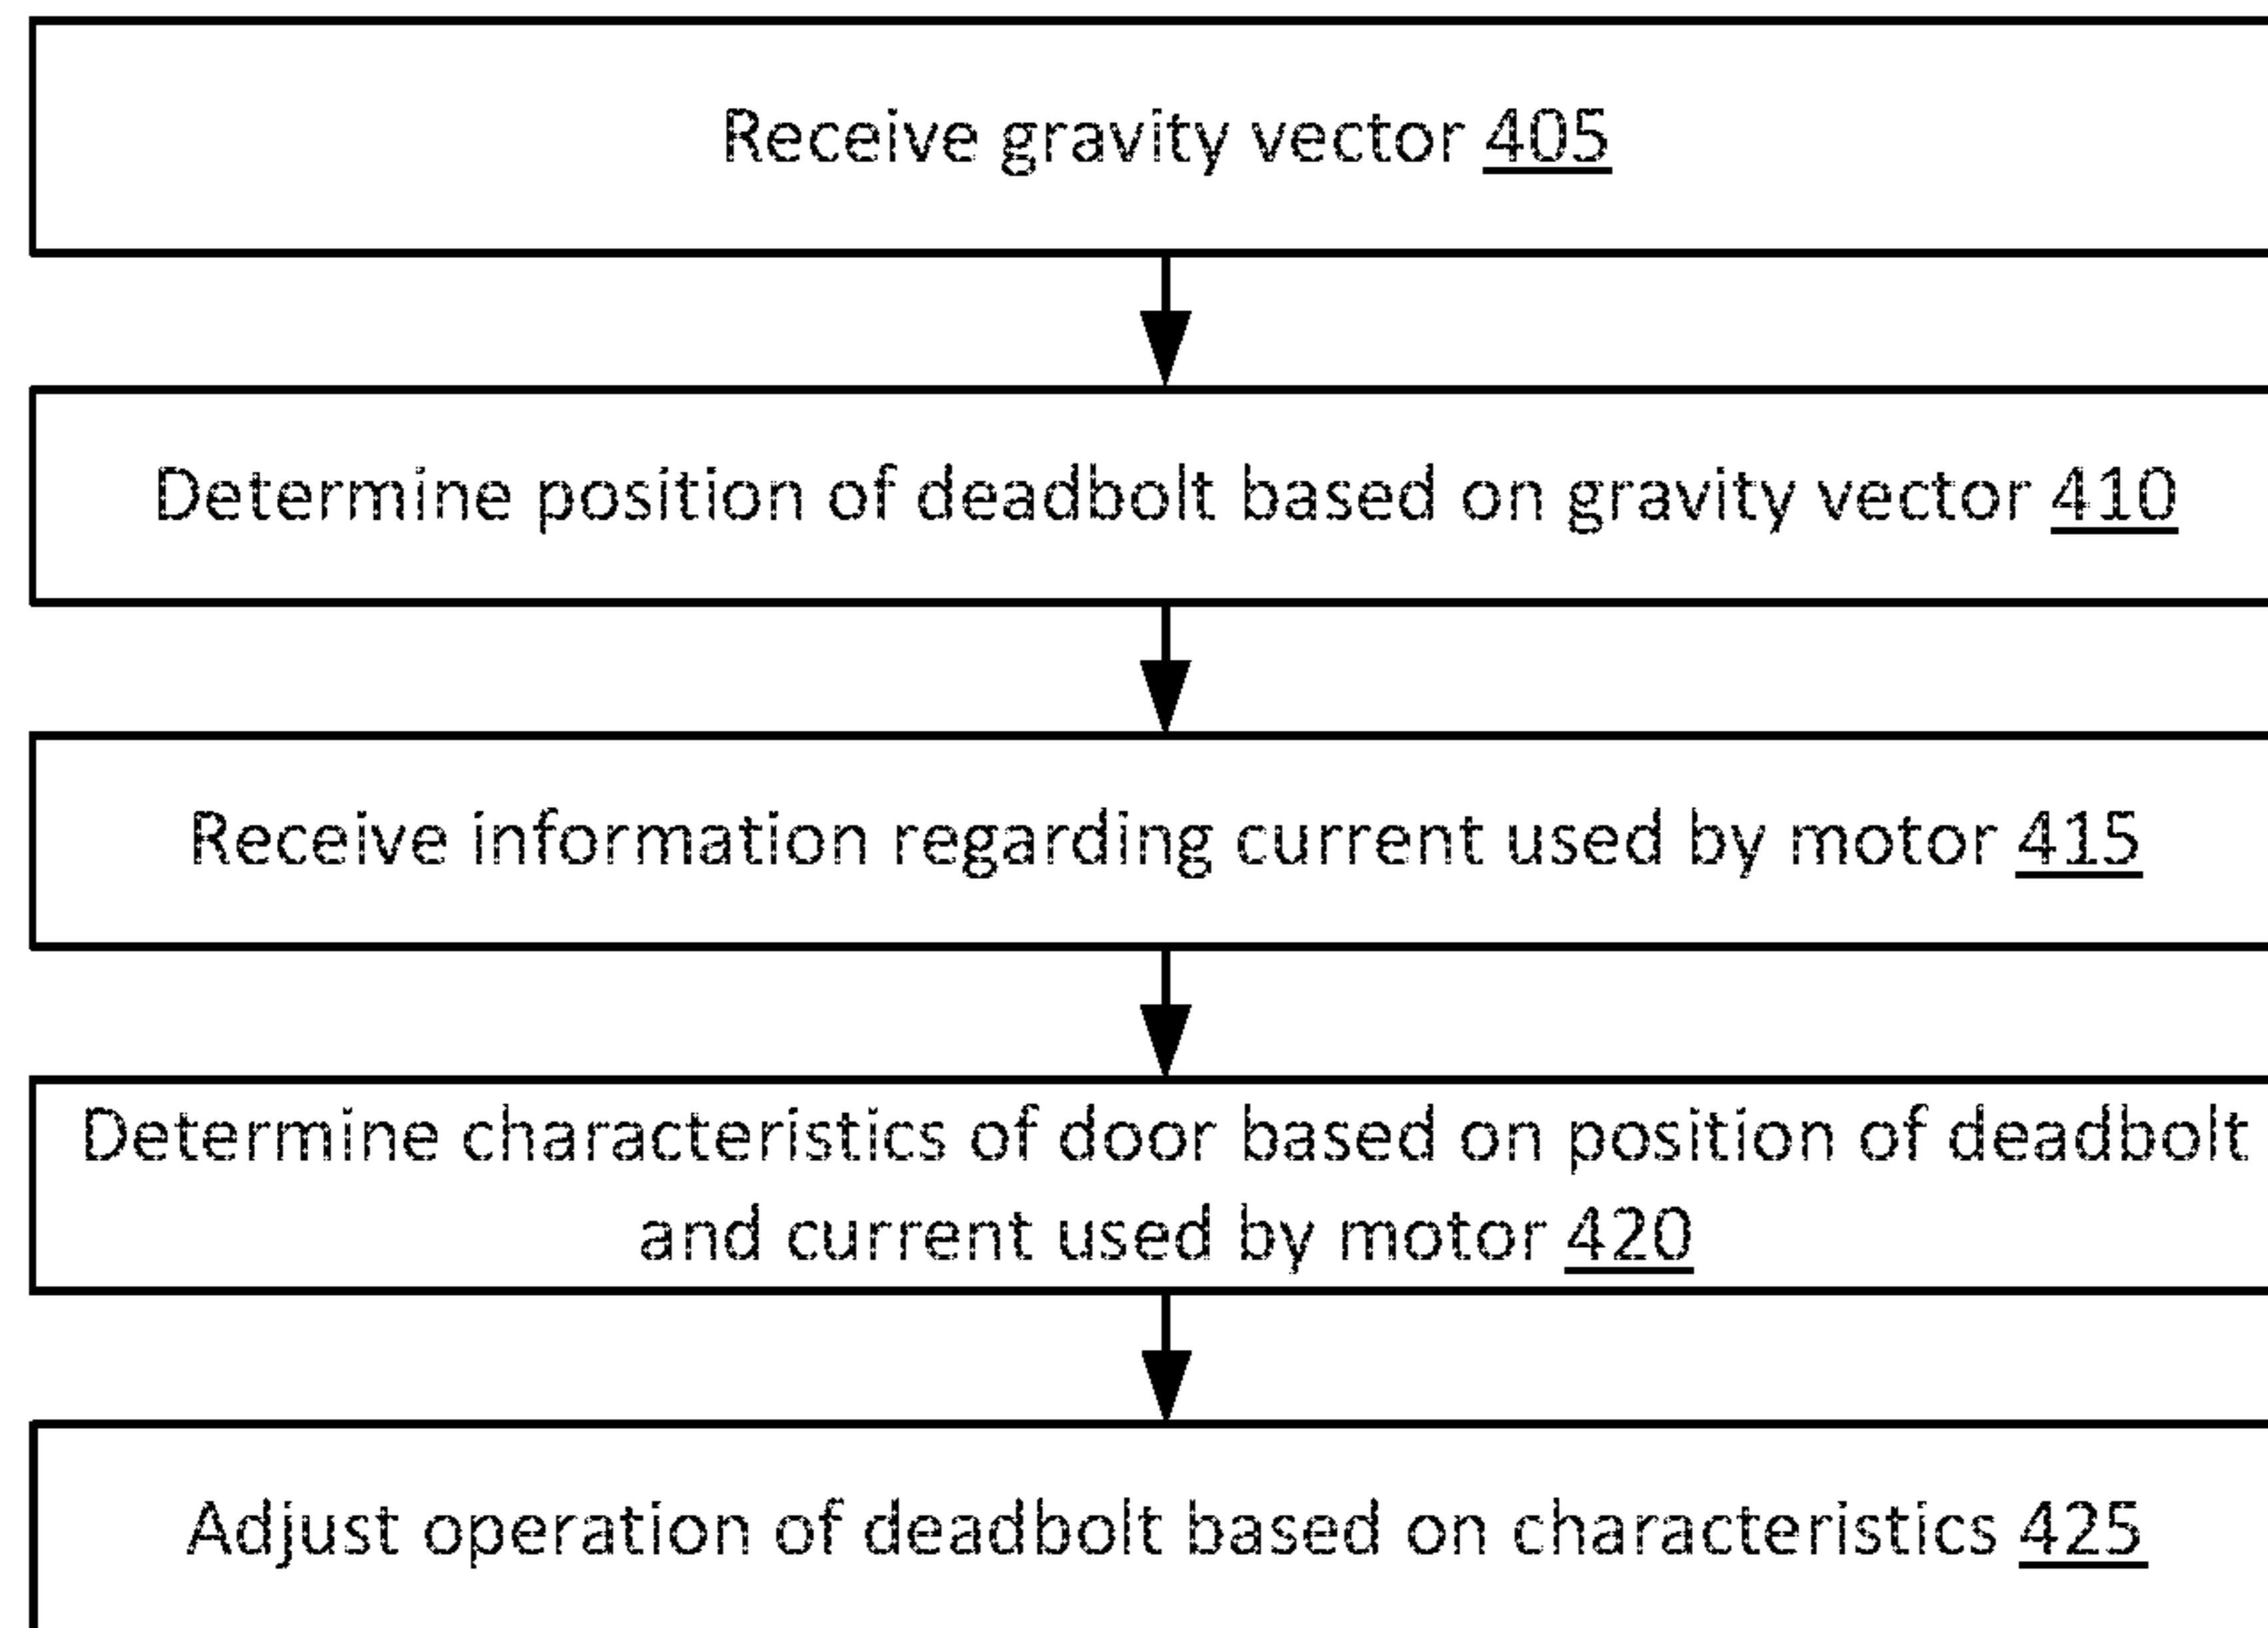 Receive gravity vector 405
Determine position of deadbolt based on gravity vector 410
Receive information regarding current used by motor 415
Determine characteristics of door based on position of deadbolt
and current used by motor 420
Adjust operation of deadbolt based on characteristics 425